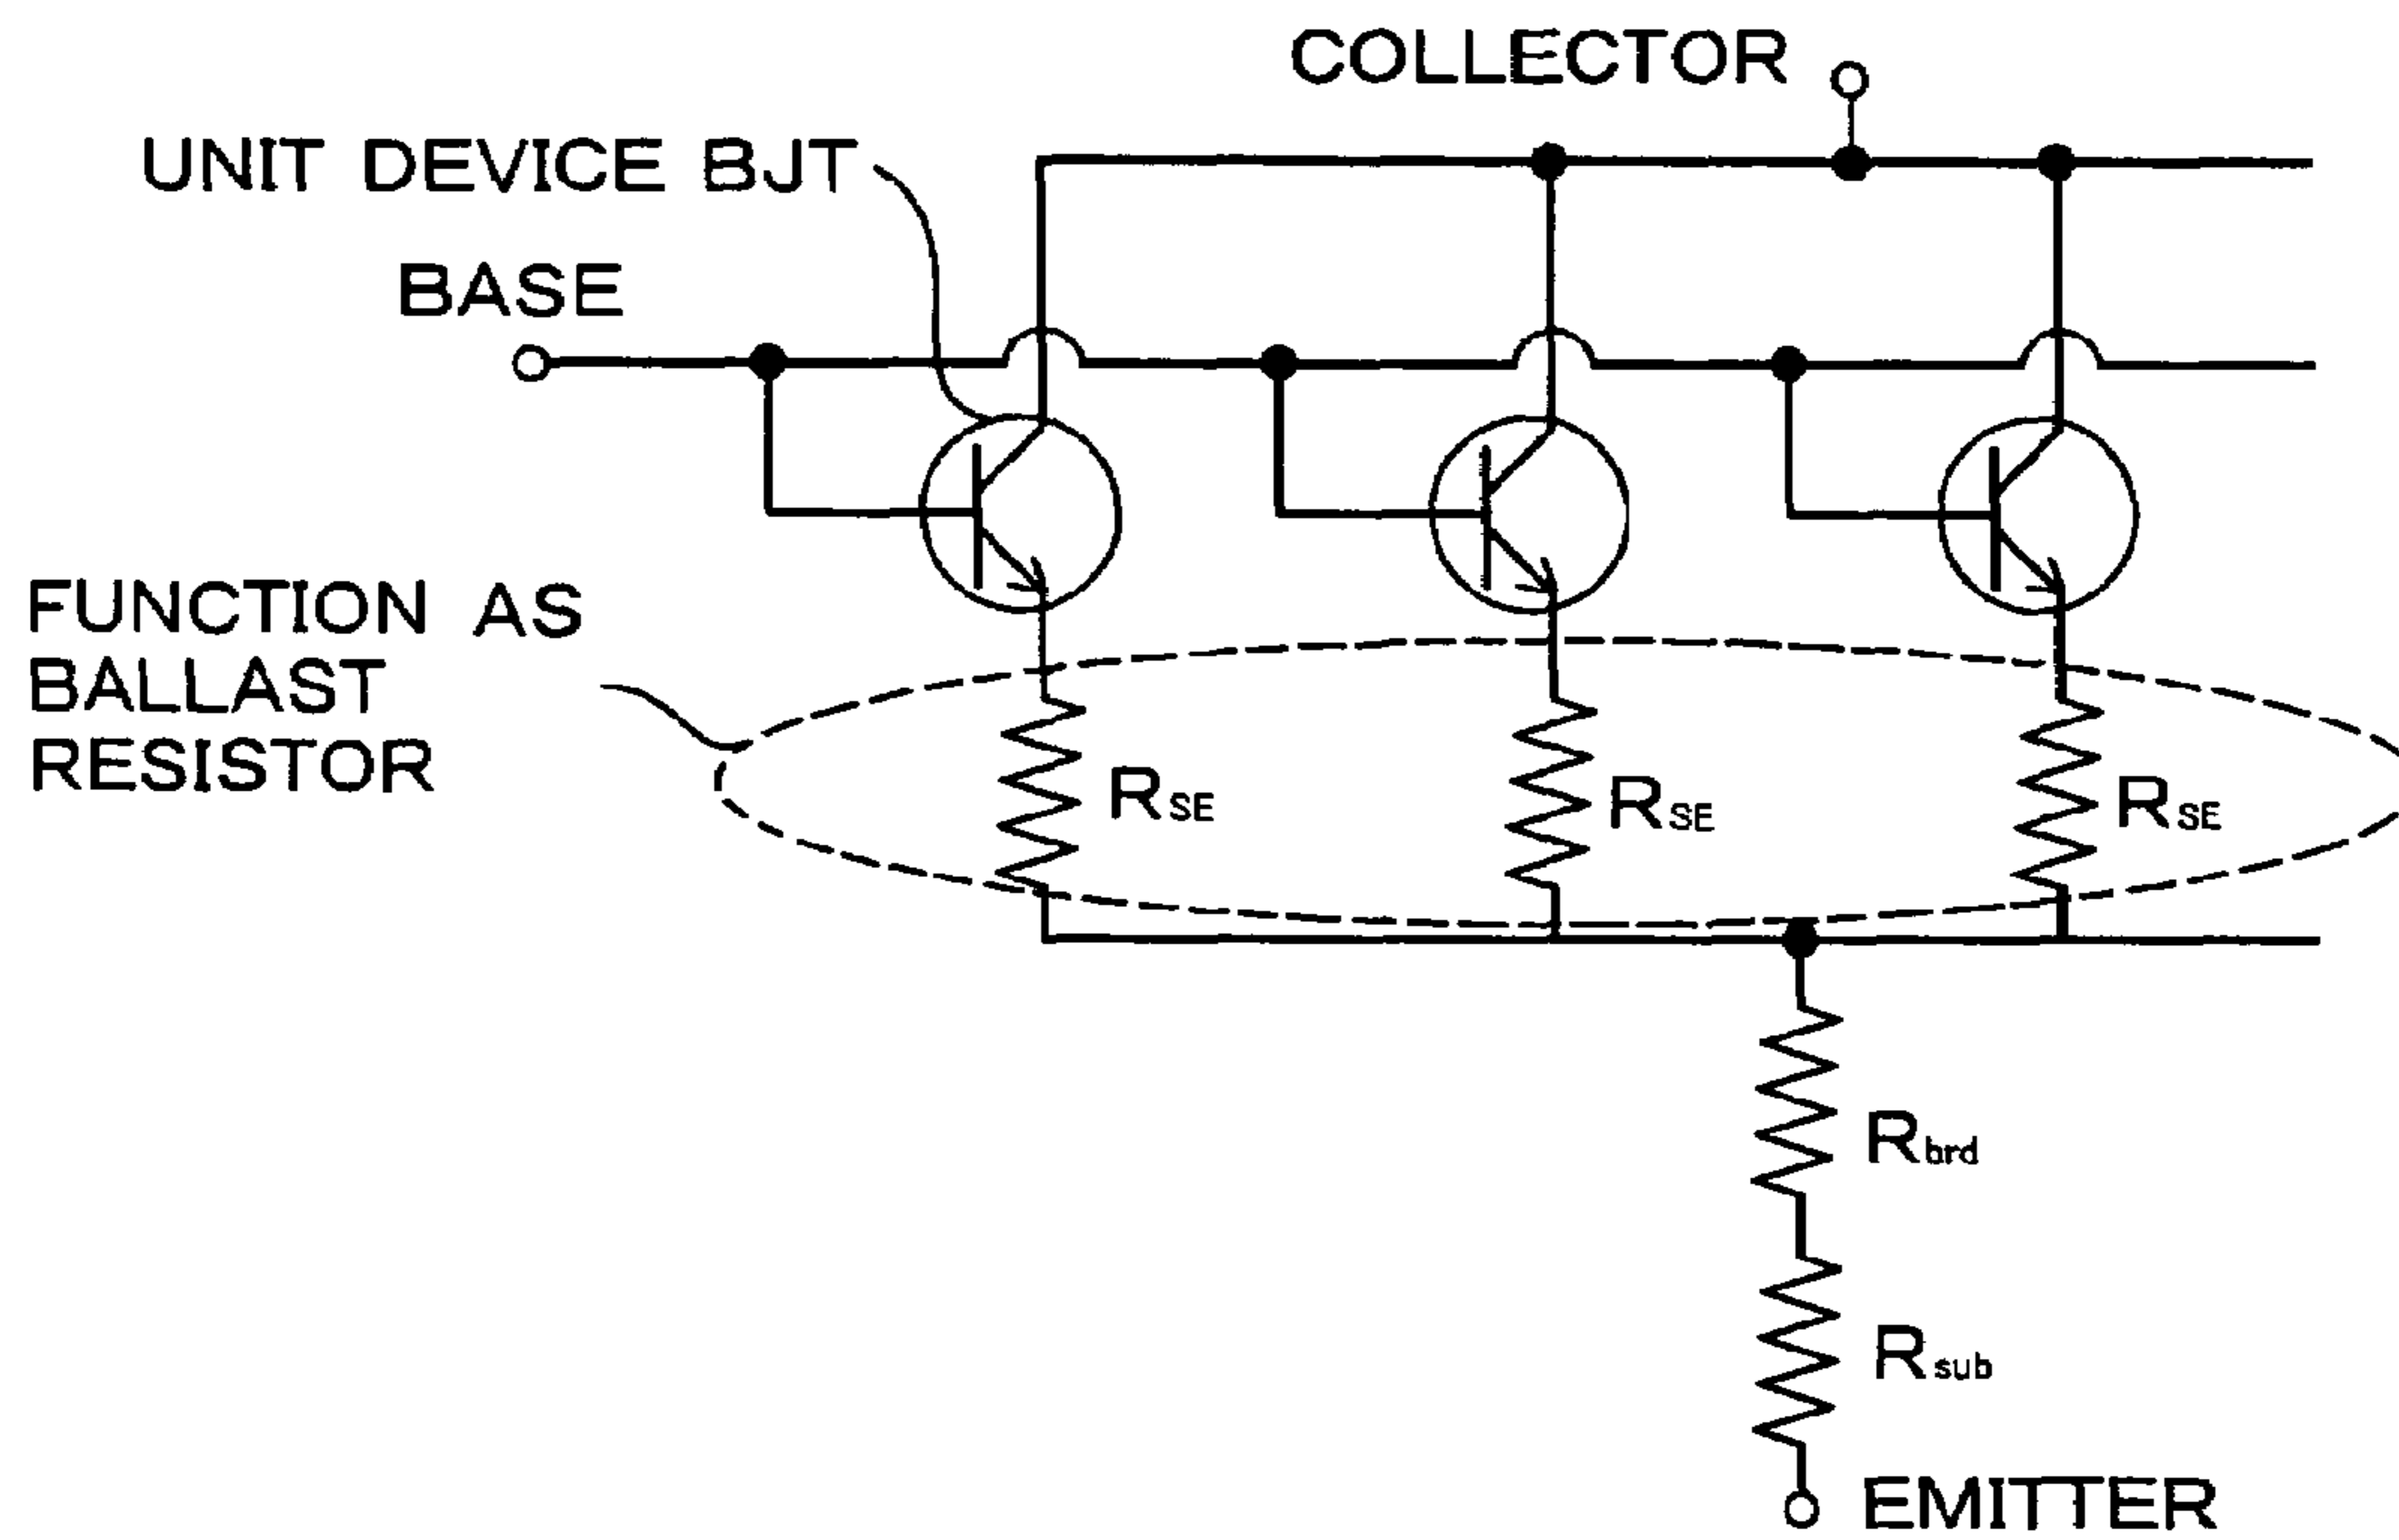 COLLECTOR
UNIT DEVICE BJT
BASE
FUNCTION AS
BALLAST
RESISTOR
RSE
RSE
RSE
Rbrd
Rsub
EMITTER